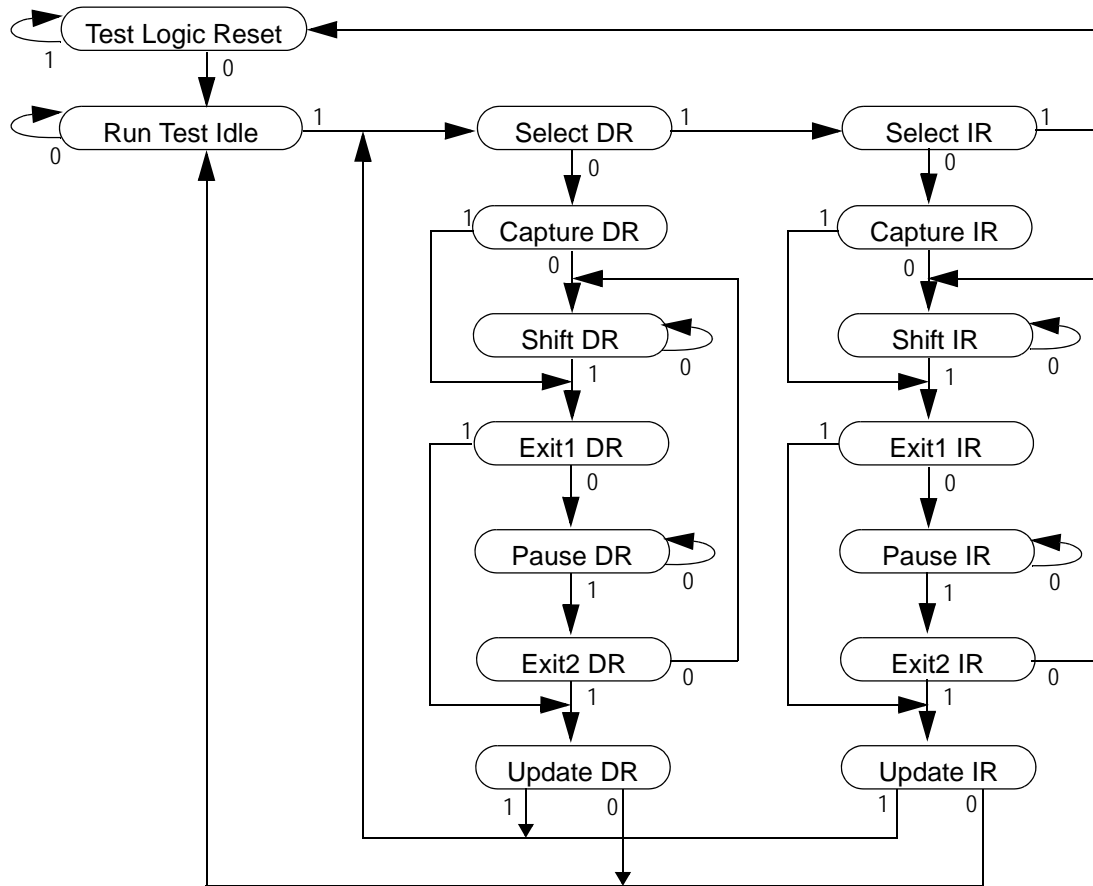 Test Logic Reset
1
0
Run Test Idle
1
0
Select DR
1
0
Select IR
1
0
1
Capture DR
0
1
Capture IR
0
Shift DR
0
1
Shift IR
0
1
1
Exit1 DR
0
1
Exit1 IR
0
Pause DR
0
1
Pause IR
0
1
Exit2 DR
0
1
Exit2 IR
0
1
Update DR
1
0
Update IR
1
0